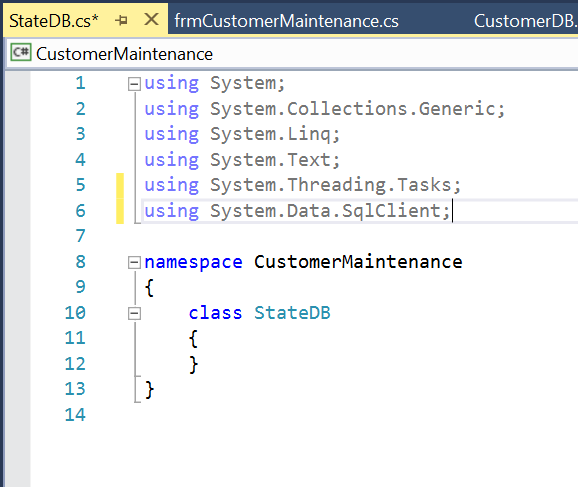 StateDB.cs* frmCustomerMaintenance.cs CustomerDB.
C# CustomerMaintenance
1 using System;
2 using System.Collections.Generic;
3 using System.Linq;
4 using System.Text;
5 using System.Threading.Tasks;
6 using System.Data.SqlClient;
7
8 namespace CustomerMaintenance
9 {
10 class StateDB
11 {
12 }
13 }
14